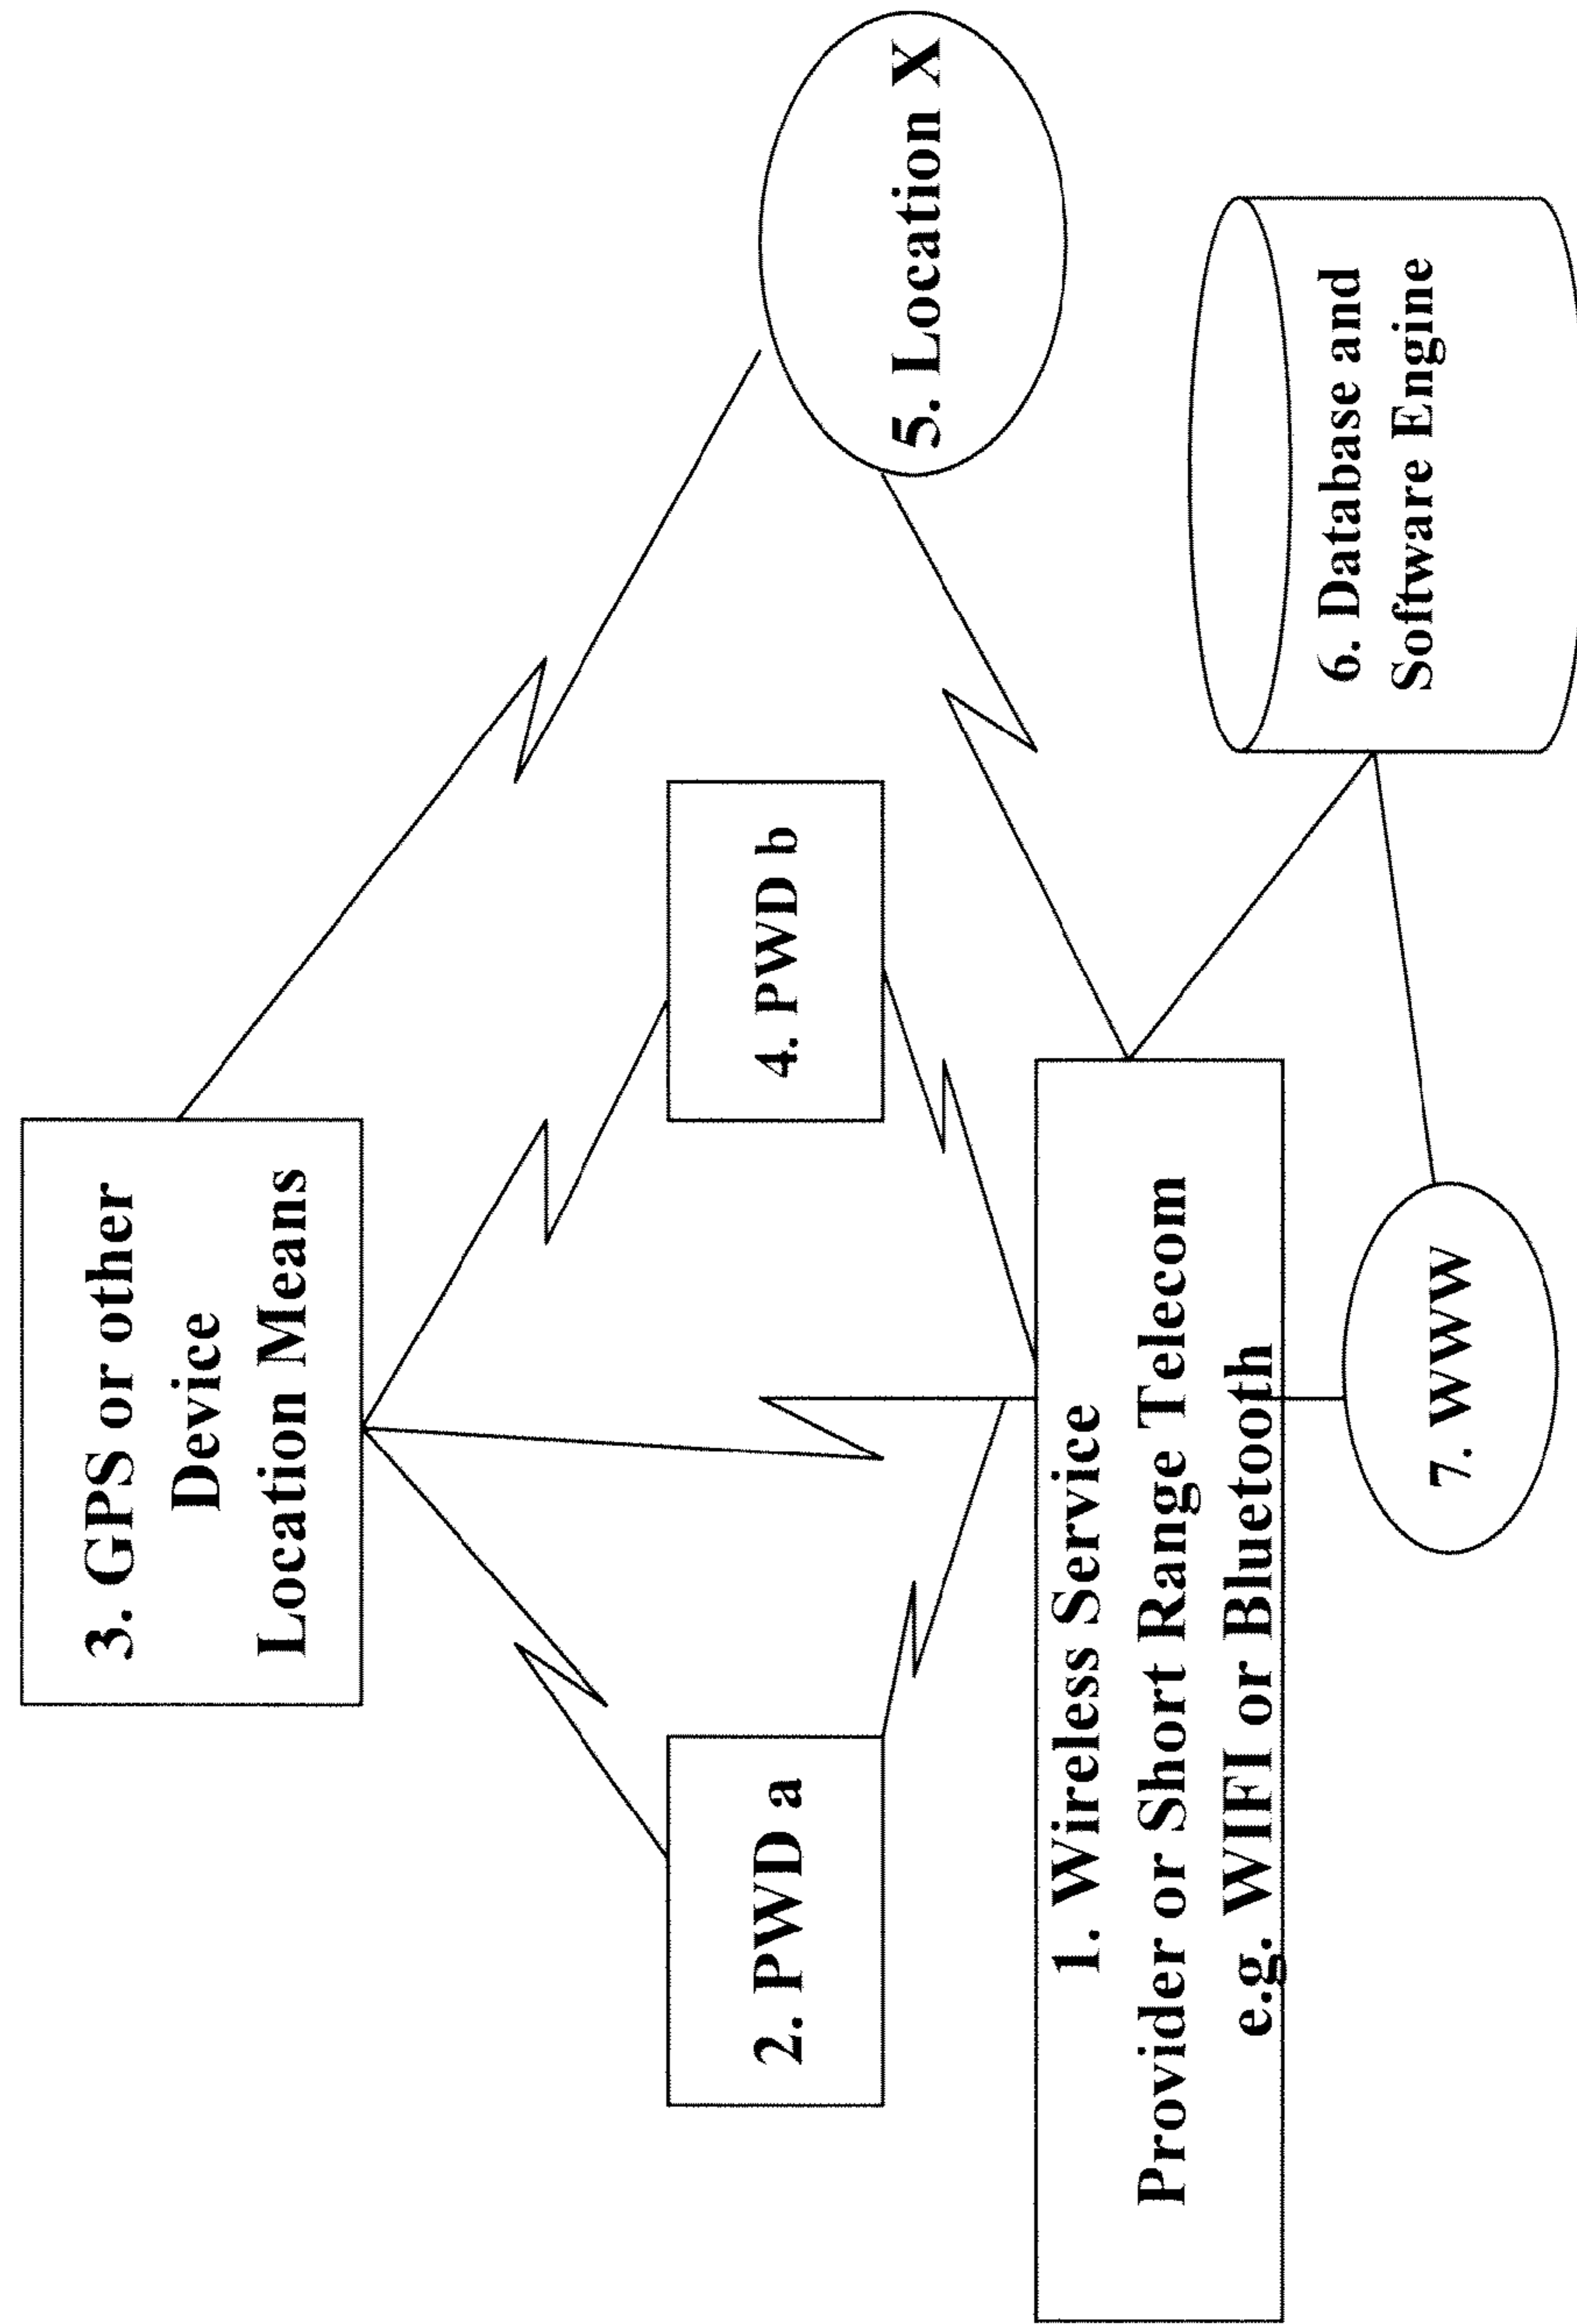 3. GPS or other
Device
Location Means
2. PWD a
4. PWD b
5. Location X
1. Wireless Service
Provider or Short Range Telecom
e.g. WIFI or Bluetooth
6. Database and
Software Engine
7. WWW